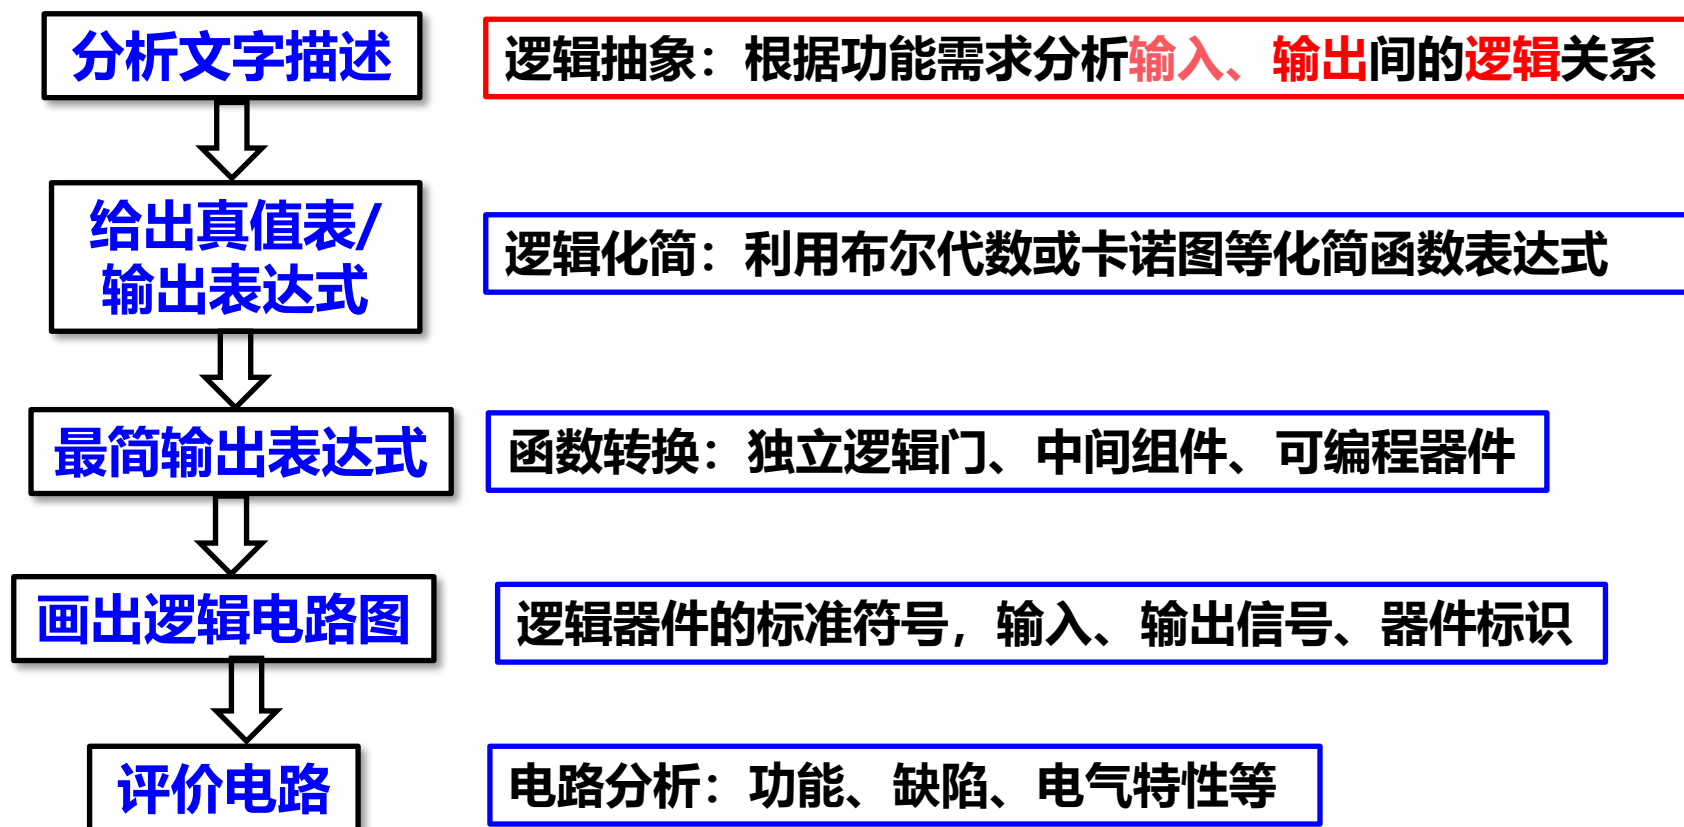 分析文字描述
逻辑抽象：根据功能需求分析输入、输出间的逻辑关系
给出真值表/
输出表达式
逻辑化简：利用布尔代数或卡诺图等化简函数表达式
最简输出表达式
函数转换：独立逻辑门、中间组件、可编程器件
画出逻辑电路图
逻辑器件的标准符号，输入、输出信号、器件标识
评价电路
电路分析：功能、缺陷、电气特性等